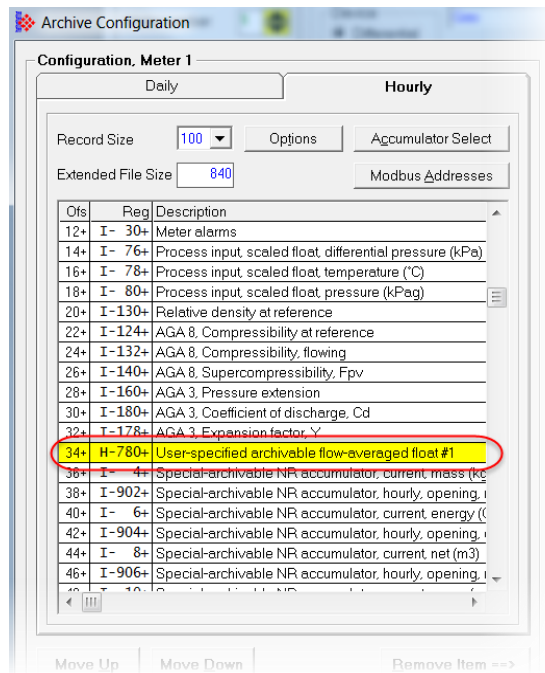 Archive Configuration
Configuration, Meter 1
Daily
Hourly
Record Size 100 Options Accumulator Select
Extended File Size 840 Modbus Addresses
Ofs Reg Description
12+ I- 30+ Meter alarms
14+ I- 76+ Process input, scaled float, differential pressure (kPa)
16+ I- 78+ Process input, scaled float, temperature (°C)
18+ I- 80+ Process input, scaled float, pressure (kPag)
20+ I-130+ Relative density at reference
22+ I-124+ AGA 8, Compressibility at reference
24+ I-132+ AGA 8, Compressibility, flowing
26+ I-140+ AGA 8, Supercompressibility, Fpv
28+ I-160+ AGA 3, Pressure extension
30+ I-180+ AGA 3, Coefficient of discharge, Cd
32+ I-178+ AGA 3, Expansion factor, Y
34+ H-780+ User-specified archivable flow-averaged float #1
36+ I- 4+ Special-archivable NR accumulator, current, mass (kg
38+ I-902+ Special-archivable NR accumulator, hourly, opening,
40+ I- 6+ Special-archivable NR accumulator, current, energy (
42+ I-904+ Special-archivable NR accumulator, hourly, opening,
44+ I- 8+ Special-archivable NR accumulator, current, net (m3)
46+ I-906+ Special-archivable NR accumulator, hourly, opening,
Move Up Move Down Remove Item ==>